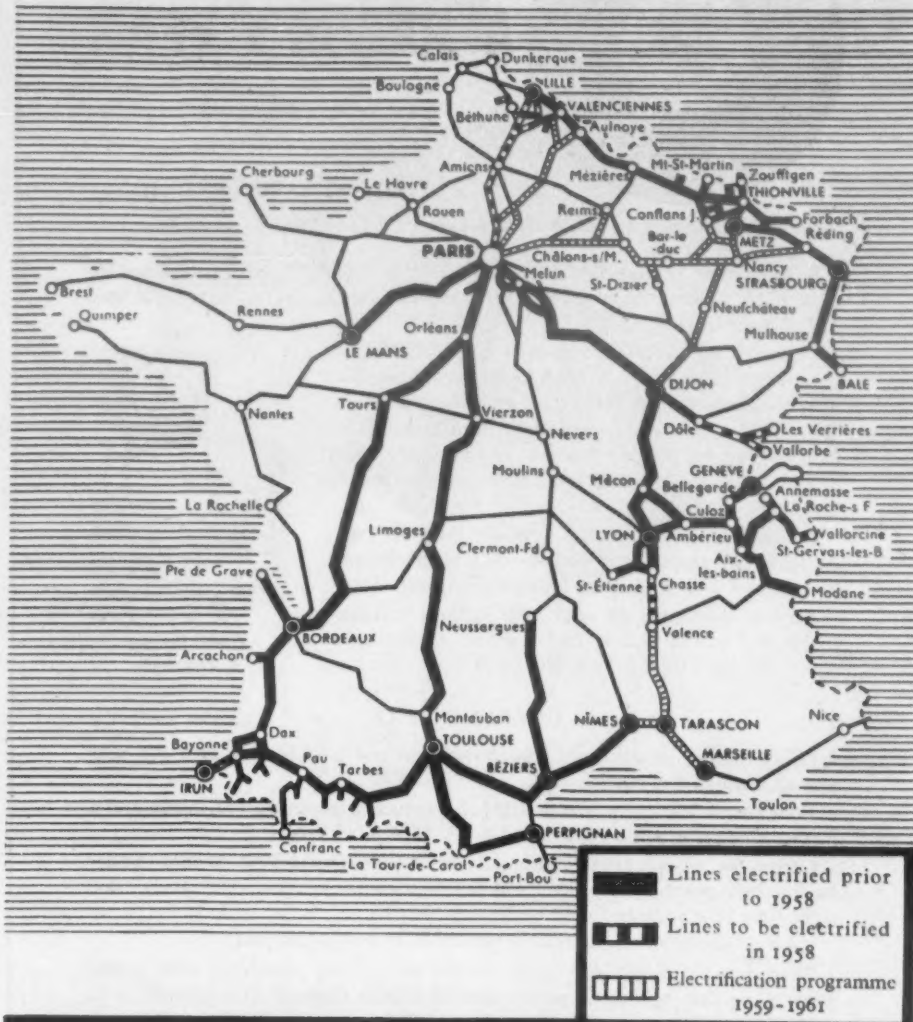 Calais
Dunkerque
Boulogne
LILLE
Béthune
VALENCIENNES
Aulnoye
Amiens
Mézières
Mt-St-Martin
Zoufftgen
THIONVILLE
Cherbourg
Le Havre
Rouen
Reims
Conflans J.
Forbach
Réding
PARIS
Châlons-s/M.
Bar-le
-duc
METZ
Nancy
STRASBOURG
Melun
St-Dizier
Neufchâteau
Brest
Quimper
Rennes
LE MANS
Orléans
Mulhouse
BALE
DIJON
Nantes
Tours
Vierzon
Nevers
Dôle
Les Verrières
Vallorbe
Moulins
Mâcon
GENEVE
Bellegarde
Annemasse
La Roche-s F
La Rochelle
Limoges
Clermont-Fd
LYON
Culoz
Ambérieu
Vallorcine
St-Gervais-les-B
Aix-
les-bains
St-Étienne
Chasse
Modane
Pte de Grave
BORDEAUX
Neussargues
Valence
Arcachon
Montauban
NÎMES
TARASCON
Nice
Dax
Bayonne
TOULOUSE
MARSEILLE
IRUN
Pau
Tarbes
BÉZIERS
Toulon
Canfranc
PERPIGNAN
La Tour-de-Carol
Port-Bou
Lines electrified prior
to 1958
Lines to be electrified
in 1958
Electrification programme
1959-1961